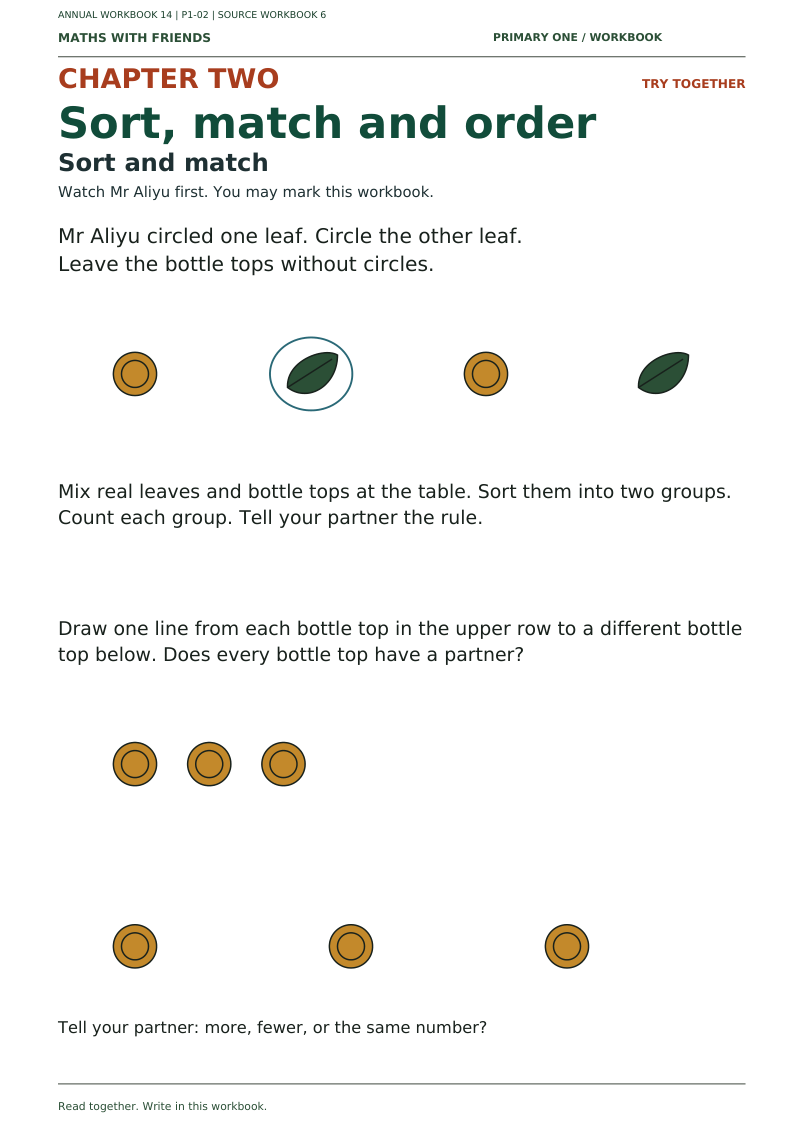 ANNUAL WORKBOOK 14 | P1-02 | SOURCE WORKBOOK 6
MATHS WITH FRIENDS
PRIMARY ONE / WORKBOOK
CHAPTER TWO
TRY TOGETHER
Sort, match and order
Sort and match
Watch Mr Aliyu first. You may mark this workbook.
Mr Aliyu circled one leaf. Circle the other leaf.
Leave the bottle tops without circles.
Mix real leaves and bottle tops at the table. Sort them into two groups.
Count each group. Tell your partner the rule.
Draw one line from each bottle top in the upper row to a different bottle
top below. Does every bottle top have a partner?
Tell your partner: more, fewer, or the same number?
Read together. Write in this workbook.